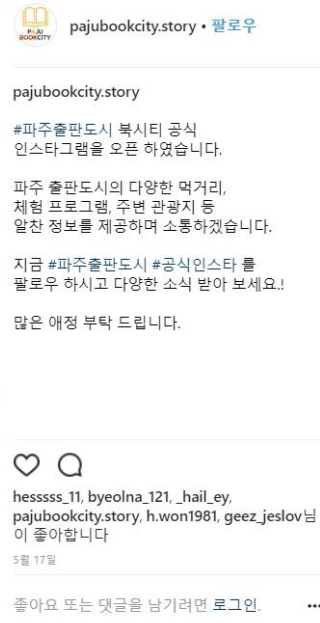 PAJU
BOOKCITY
pajubookcity.story • 팔로우
pajubookcity.story
#파주출판도시 북시티 공식
인스타그램을 오픈 하였습니다.
파주 출판도시의 다양한 먹거리,
체험 프로그램, 주변 관광지 등
알찬 정보를 제공하며 소통하겠습니다.
지금 #파주출판도시 #공식인스타 를
팔로우 하시고 다양한 소식 받아 보세요.!
많은 애정 부탁 드립니다.
hesssss_11, byeolna_121, _hail_ey,
pajubookcity.story, h.won1981, geez_jeslov님
이 좋아합니다
5월 17일
좋아요 또는 댓글을 남기려면 로그인.